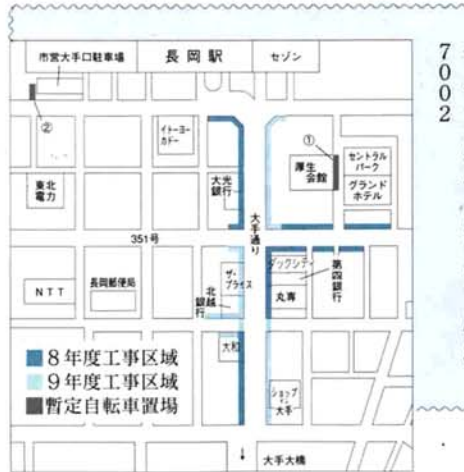 7002
市営大手口駐車場
長岡駅
セゾン
②
イトーヨー
カドー
①
厚生
会館
セントラル
パーク
グランド
ホテル
東北
電力
大光
銀行
大手通り
351号
NTT
長岡郵便局
ザ・
プライス
北越
銀行
ダックシティ
丸専
第四銀行
大和
ショップ
イン
大手
8年度工事区域
9年度工事区域
暫定自転車置場
↓
大手大橋